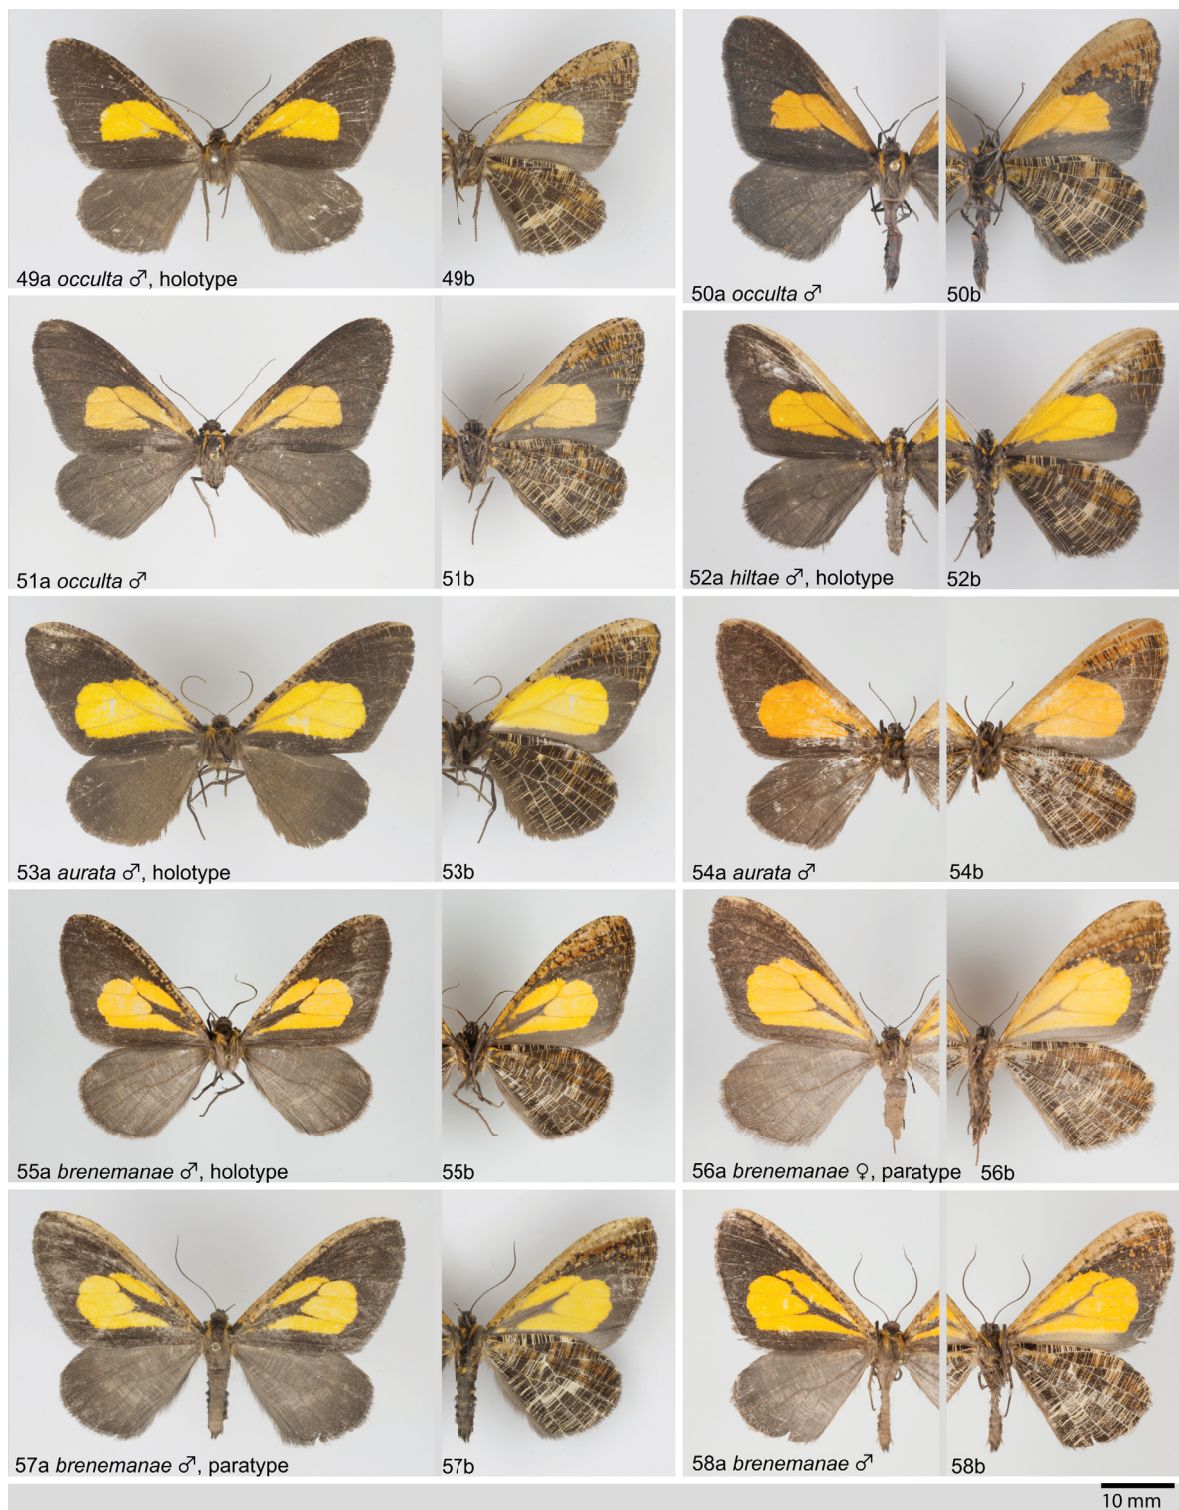 49a occulta ♂, holotype
49b
50a occulta ♂
50b
51a occulta ♂
51b
52a hiltae ♂, holotype
52b
53a aurata ♂, holotype
53b
54a aurata ♂
54b
55a brenemanae ♂, holotype
55b
56a brenemanae ♀, paratype
56b
57a brenemanae ♂, paratype
57b
58a brenemanae ♂
58b
10 mm